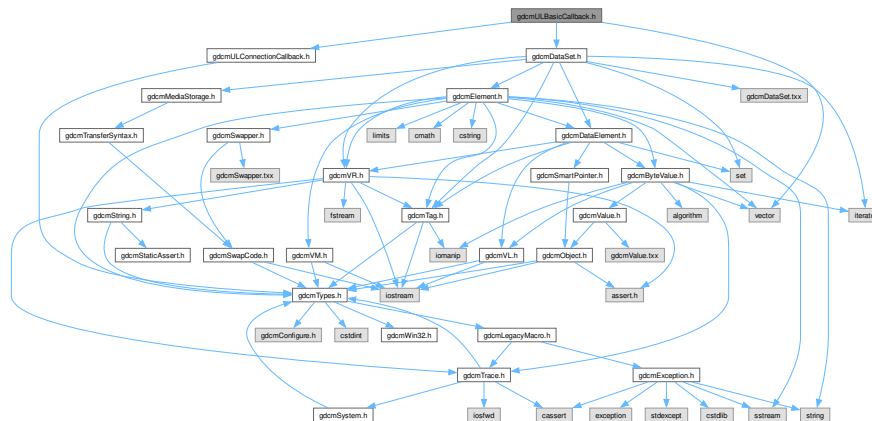 gdcmULBasicCallback.h
gdcmULConnectionCallback.h
gdcmDataSet.h
gdcmMediaStorage.h
gdcmElement.h
gdcmDataSet.txx
gdcmTransferSyntax.h
gdcmSwapper.h
limits
cmath
cstring
gdcmDataElement.h
gdcmSwapper.txx
gdcmVR.h
gdcmSmartPointer.h
gdcmByteValue.h
set
gdcmString.h
fstream
gdcmTag.h
gdcmValue.h
algorithm
vector
iterato
gdcmStaticAssert.h
gdcmSwapCode.h
gdcmVM.h
iomanip
gdcmVL.h
gdcmObject.h
gdcmValue.txx
gdcmTypes.h
iostream
assert.h
gdcmConfigure.h
cstdint
gdcmWin32.h
gdcmLegacyMacro.h
gdcmTrace.h
gdcmException.h
gdcmSystem.h
iosfwd
cassert
exception
stdexcept
cstdlib
sstream
string